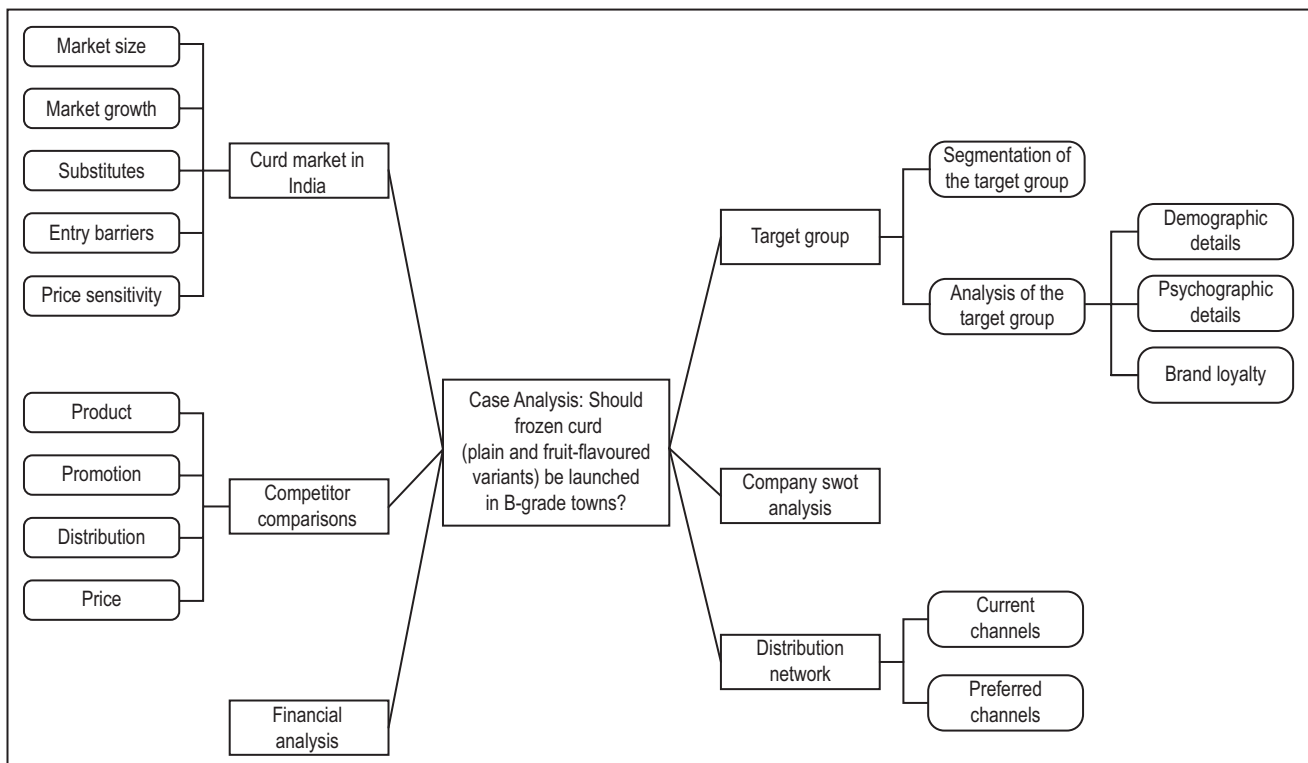 Market size
Market growth
Substitutes
Entry barriers
Price sensitivity
Curd market in
India
Product
Promotion
Distribution
Price
Competitor
comparisons
Financial
analysis
Case Analysis: Should
frozen curd
(plain and fruit-flavoured
variants) be launched
in B-grade towns?
Target group
Segmentation of
the target group
Analysis of the
target group
Demographic
details
Psychographic
details
Brand loyalty
Company swot
analysis
Distribution
network
Current
channels
Preferred
channels